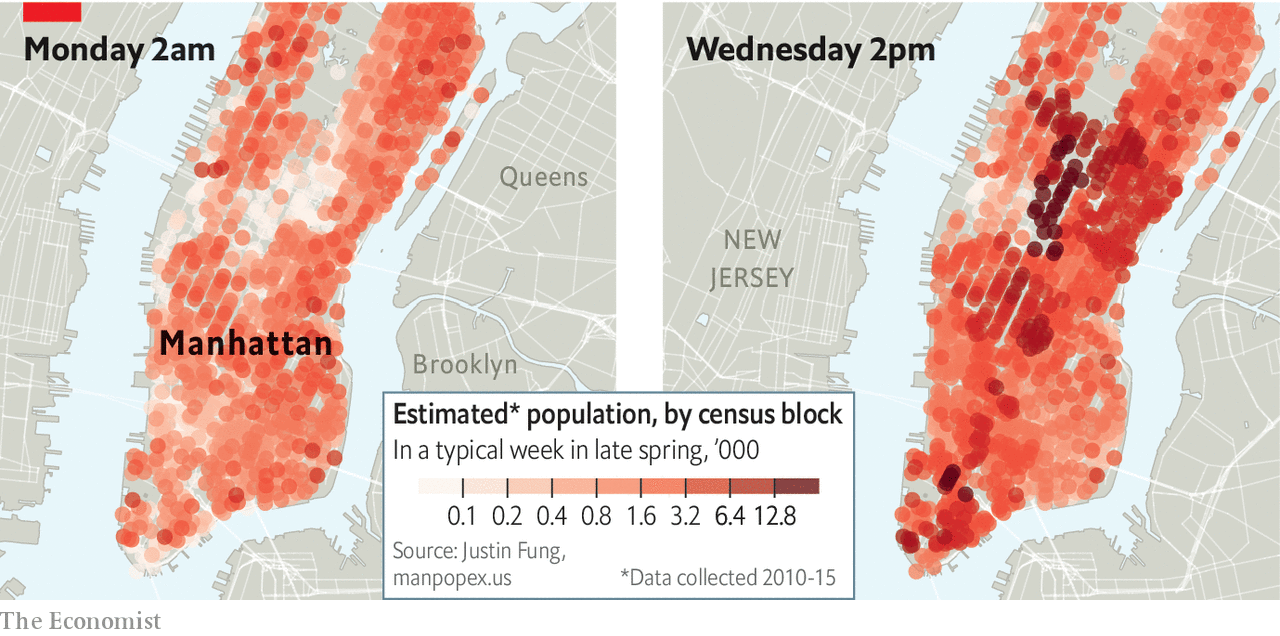 Monday 2am
Wednesday 2pm
Queens
NEW
JERSEY
Manhattan
Brooklyn
Estimated* population, by census block
In a typical week in late spring, ’000
0.1 0.2 0.4 0.8 1.6 3.2 6.4 12.8
Source: Justin Fung,
manpopex.us
*Data collected 2010-15
The Economist